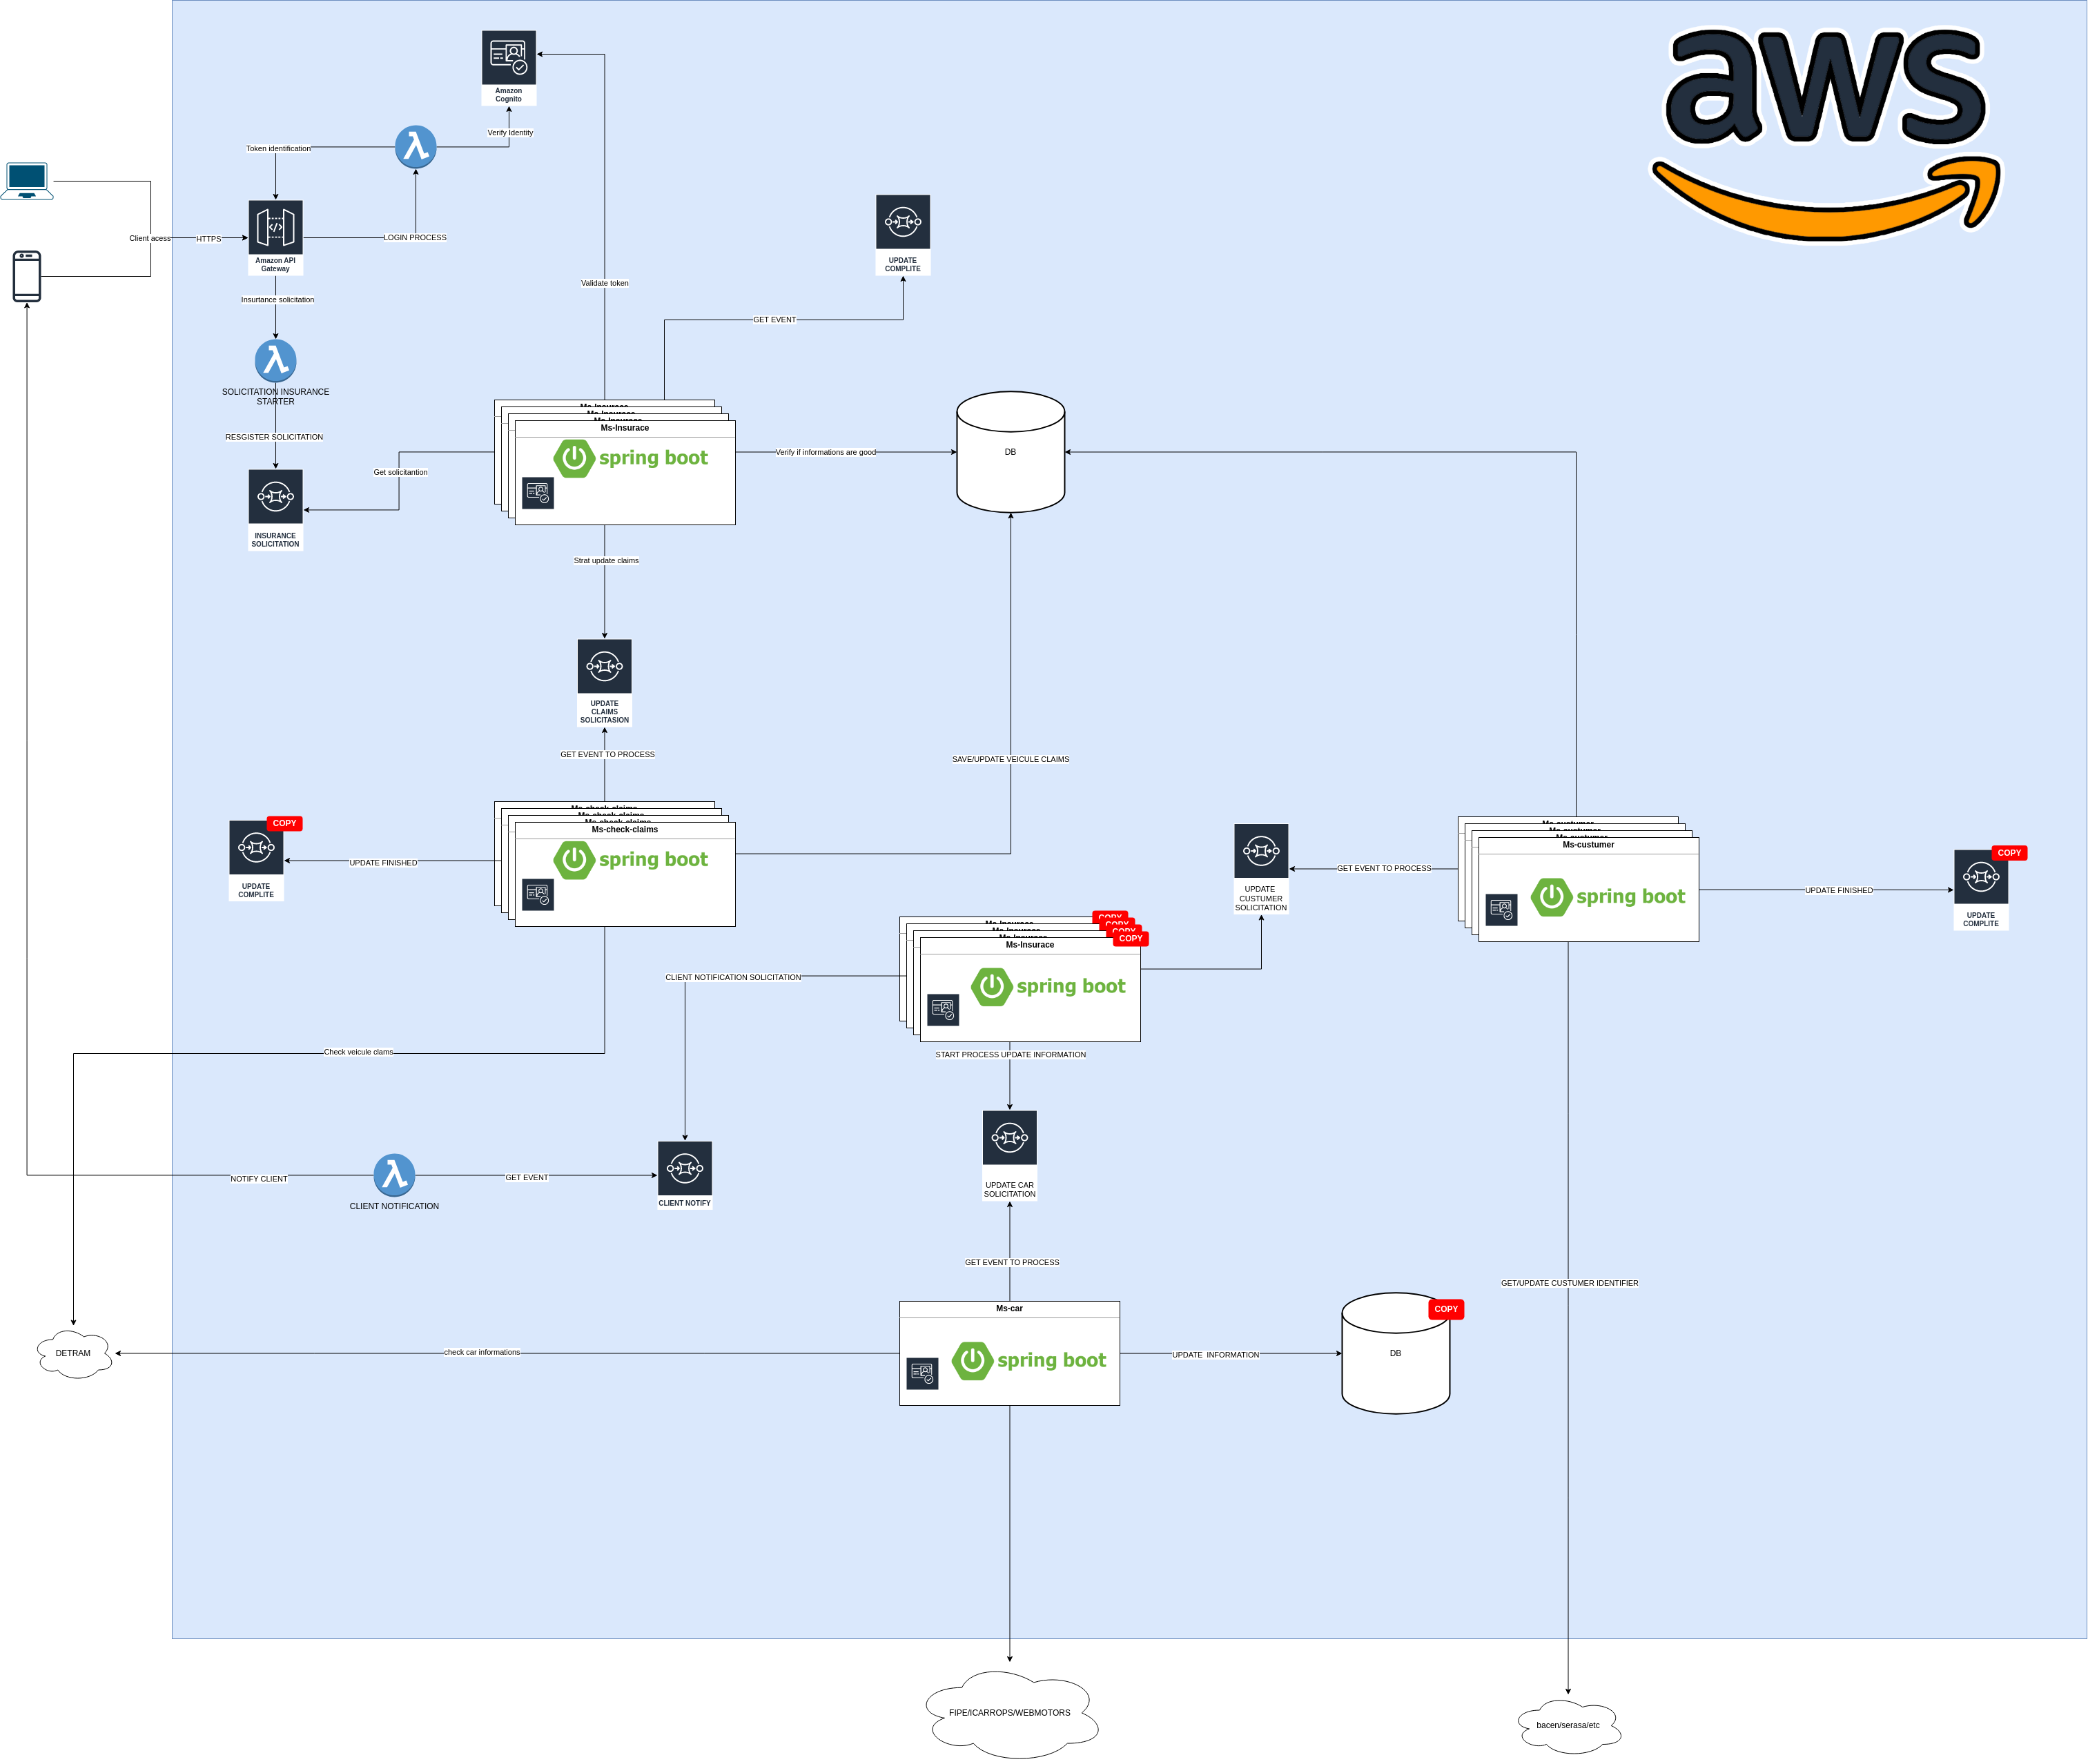 aws
Amazon
Cognito
Verify Identity
Token identification
Client acess
HTTPS
LOGIN PROCESS
Amazon API
Gateway
UPDATE
COMPLITE
Validate token
Insurtance solicitation
GET EVENT
SOLICITATION INSURANCE
STARTER
Ms-Insurace
Ms-Insurace
Ms-Insurace
Ms-Insurace
spring boot
RESGISTER SOLICITATION
Get solicitantion
Verify if informations are good
DB
INSURANCE
SOLICITATION
Strat update claims
UPDATE
CLAIMS
SOLICITASION
GET EVENT TO PROCESS
SAVE/UPDATE VEICULE CLAIMS
Ms-check-claims
Ms-check-claims
Ms-check-claims
Ms-check-claims
spring boot
COPY
UPDATE
COMPLITE
UPDATE FINISHED
UPDATE
CUSTUMER
SOLICITATION
GET EVENT TO PROCESS
Ms-custumer
Ms-custumer
Ms-custumer
Ms-custumer
spring boot
UPDATE FINISHED
COPY
UPDATE
COMPLITE
COPY
COPY
COPY
COPY
Ms-Insurace
Ms-Insurace
Ms-Insurace
Ms-Insurace
spring boot
CLIENT NOTIFICATION SOLICITATION
Check veicule clams
START PROCESS UPDATE INFORMATION
UPDATE CAR
SOLICITATION
NOTIFY CLIENT
GET EVENT
CLIENT NOTIFICATION
CLIENT NOTIFY
GET EVENT TO PROCESS
GET/UPDATE CUSTUMER IDENTIFIER
Ms-car
spring boot
COPY
DB
DETRAM
check car informations
UPDATE INFORMATION
FIPE/ICARROPS/WEBMOTORS
bacen/serasa/etc